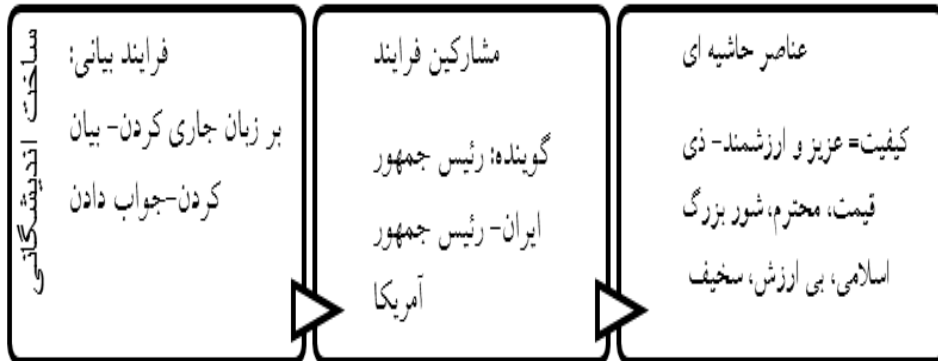 ساخت اندیشگانی
فرایند بیانی:
بر زبان جاری کردن- بیان
کردن-جواب دادن
مشارکین فرایند
گوینده: رئیس جمهور
ایران- رئیس جمهور
آمریکا
عناصر حاشیه ای
کیفیت= عزیز و ارزشمند- ذی
قیمت، محترم، شور بزرگ
اسلامی، بی ارزش، سخیف